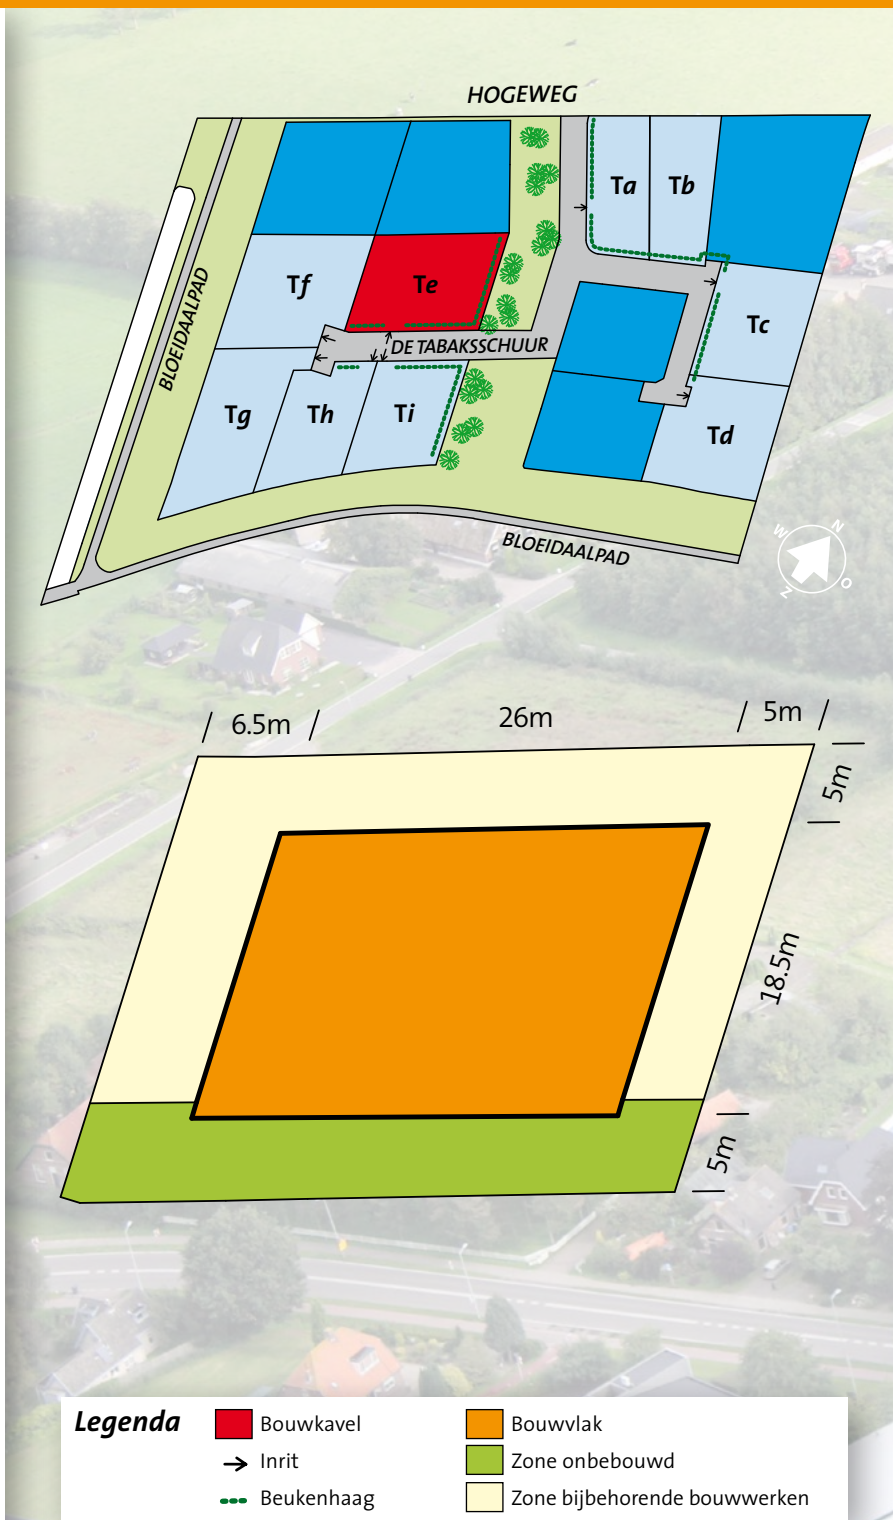 HOGEWEG
Ta
Tb
Tf
Te
Tc
BLOEIDAALPAD
DE TABAKSSCHUUR
Tg
Th
Ti
Td
BLOEIDAALPAD
W
N
Z
O
6.5m
26m
5m
5m
18.5m
5m
Legenda
Bouwkavel
Bouwvlak
Inrit
Zone onbebouwd
Beukenhaag
Zone bijbehorende bouwwerken